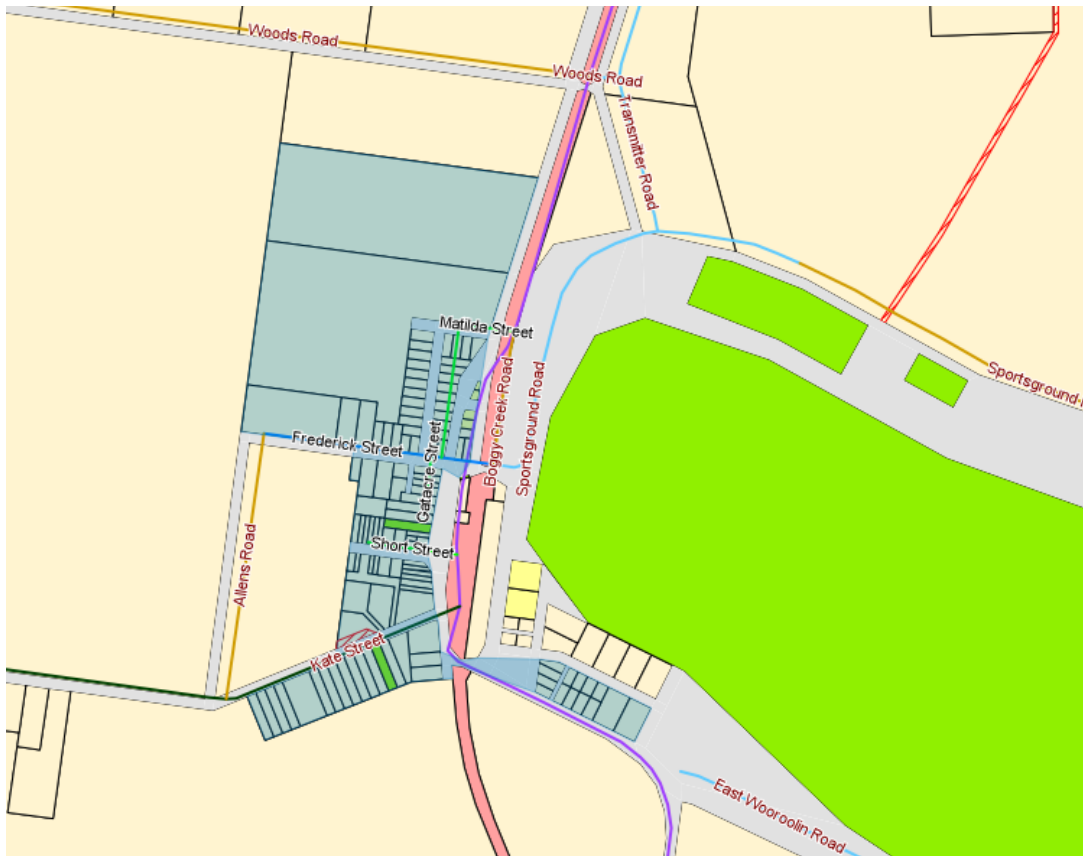 Woods Road
Woods Road
Transmitter Road
Matilda Street
Boggy Creek Road
Sportsground Road
Sportsground
Frederick Street
Gatacre Street
Allens Road
Short Street
Kate Street
East Wooroolin Road